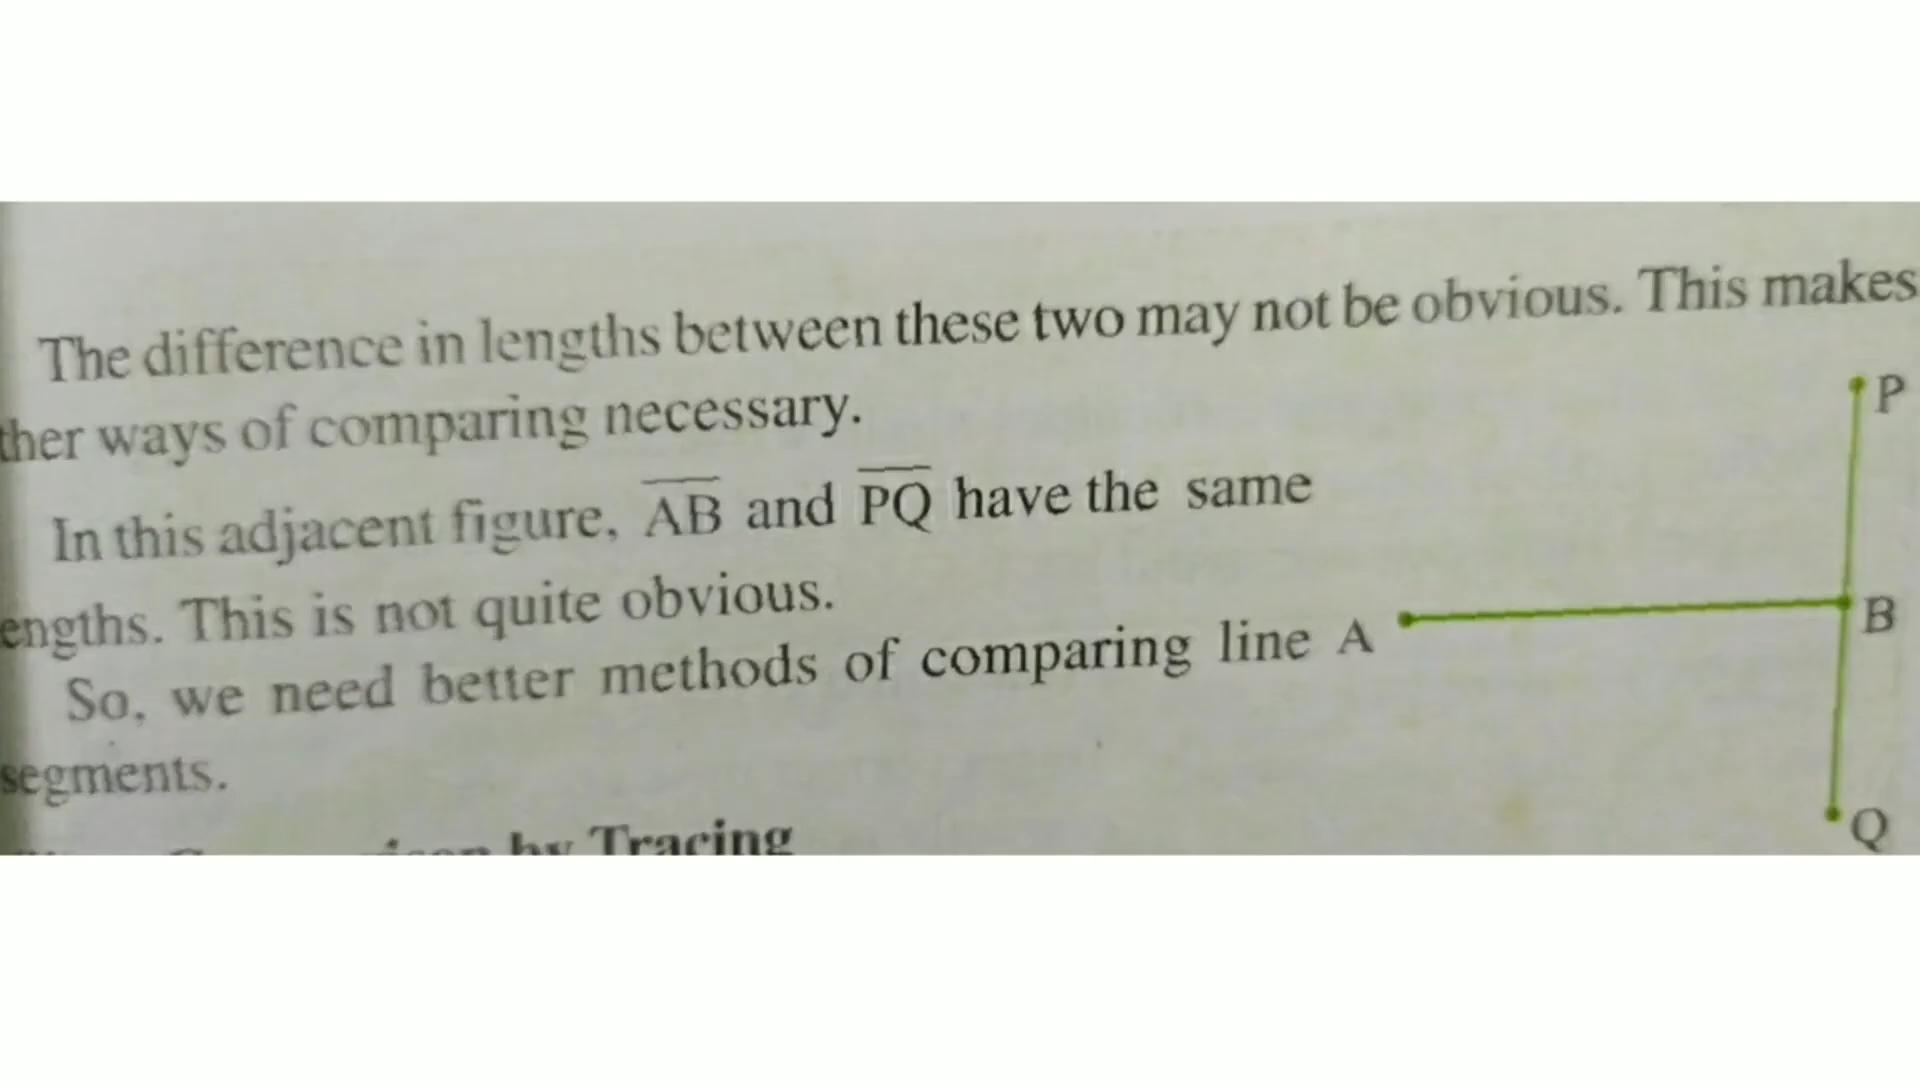 The difference in lengths between these two may not be obvious. This makes
ther ways of comparing necessary.
P
In this adjacent figure, AB and PQ have the same
engths. This is not quite obvious.
B
So, we need better methods of comparing line A
segments.
Q
by Tracing